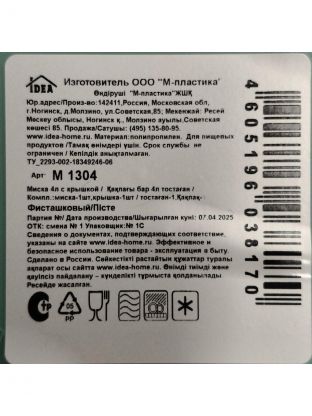 IDEA
Изготовитель ООО "М-пластика"
Өндіруші "М-пластика"ЖШҚ
Юр.адрес/Произ-во:142411,Россия, Московская обл,
г.Ногинск, д.Молзино, ул.Советская,85; Мекенжай: Ресей
Мәскеу облысы, Ногинск қ., Молзино ауылы,Советская
көшесі 85. Продажа/Сатушы: (495) 135-80-95.
www.idea-home.ru. Материал: полипропилен. Для пищевых
продуктов/Тамақ өнімдері үшін. Срок службы не
ограничен / Кепілдік анықталмаған.
ТУ_2293-002-18349246-06
Арт М 1304
Миска 4л с крышкой / Қақпағы бар 4л тостаған /
Компл.:миска-1шт,крышка-1шт / тостаған-1,Қақпақ-
Фисташковый/Пісте
Партия №/ Дата производства/Шығарылған күні: 07.04.2025
ОТК: смена № 1 Упаковщик:№ 1С
Сведения о документах, подтверждающих соответствие,
указаны на www.idea-home.ru. Эффективное и
безопасное использование товара - эксплуатация в быту
Сделано в России. Сәйкестікті растайтын құжаттар туралы
ақпарат осы сайтта www.idea-home.ru. Өнімді тиімді және
қауіпсіз пайдалану - күнделікті тұрмыста қолданыңыз
Ресейде жасалған.
05
PP
4605196038170